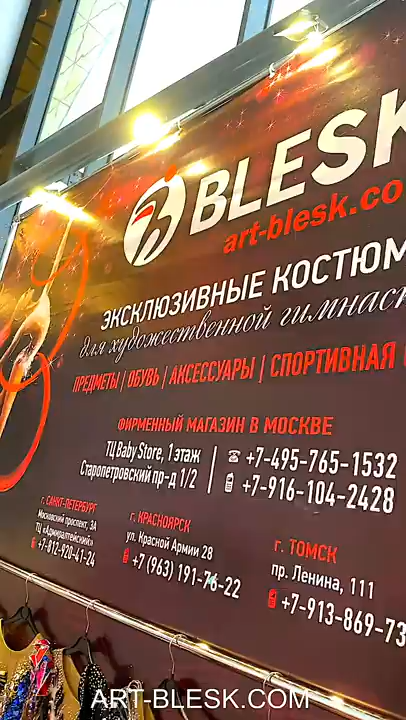 BLESK
art-blesk.co
ЭКСКЛЮЗИВНЫЕ КОСТЮМ
для художественной гимнаст
ПРЕДМЕТЫ | ОБУВЬ | АКСЕССУАРЫ | СПОРТИВНАЯ
ФИРМЕННЫЙ МАГАЗИН В МОСКВЕ
ТЦ Baby Store, 1 этаж
Старопетровский пр-д 1/2
+7-495-765-1532
+7-916-104-2428
г. САНКТ-ПЕТЕРБУРГ
Московский проспект, 3А
ТЦ «Адмиралтейский»
+7-812-920-41-24
г. КРАСНОЯРСК
ул. Красной Армии 28
+7 (963) 191-76-22
г. ТОМСК
пр. Ленина, 111
+7-913-869-73
ART-BLESK.COM